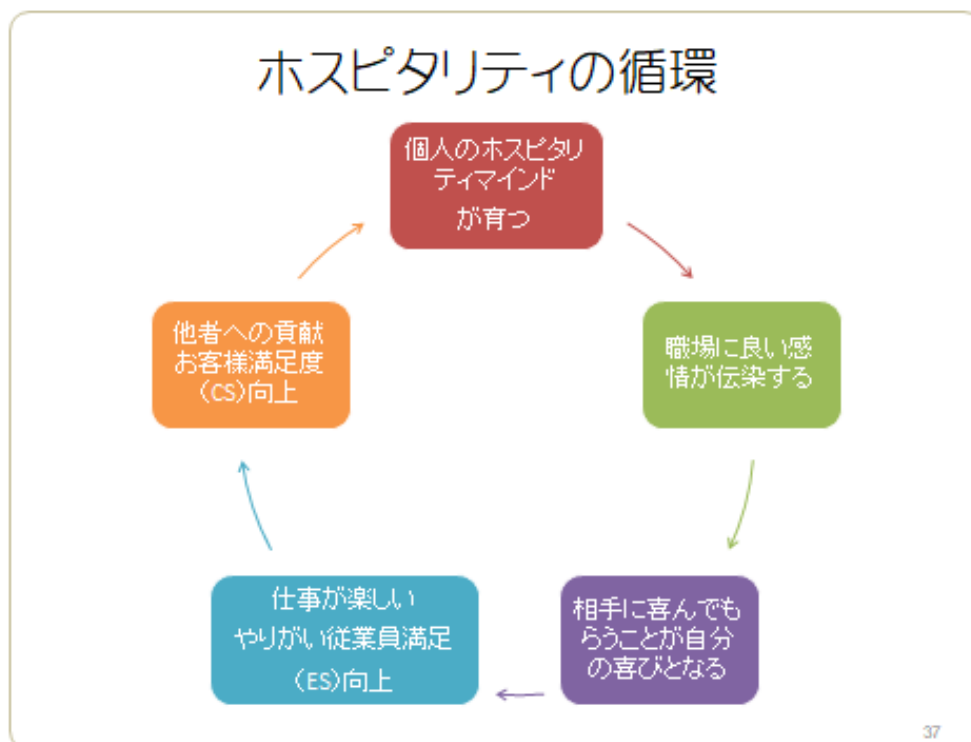 ホスピタリティの循環
個人のホスピタリ
ティマインド
が育つ
職場に良い感
情が伝染する
相手に喜んでも
らうことが自分
の喜びとなる
仕事が楽しい
やりがい従業員満足
（ES）向上
他者への貢献
お客様満足度
（CS）向上
37